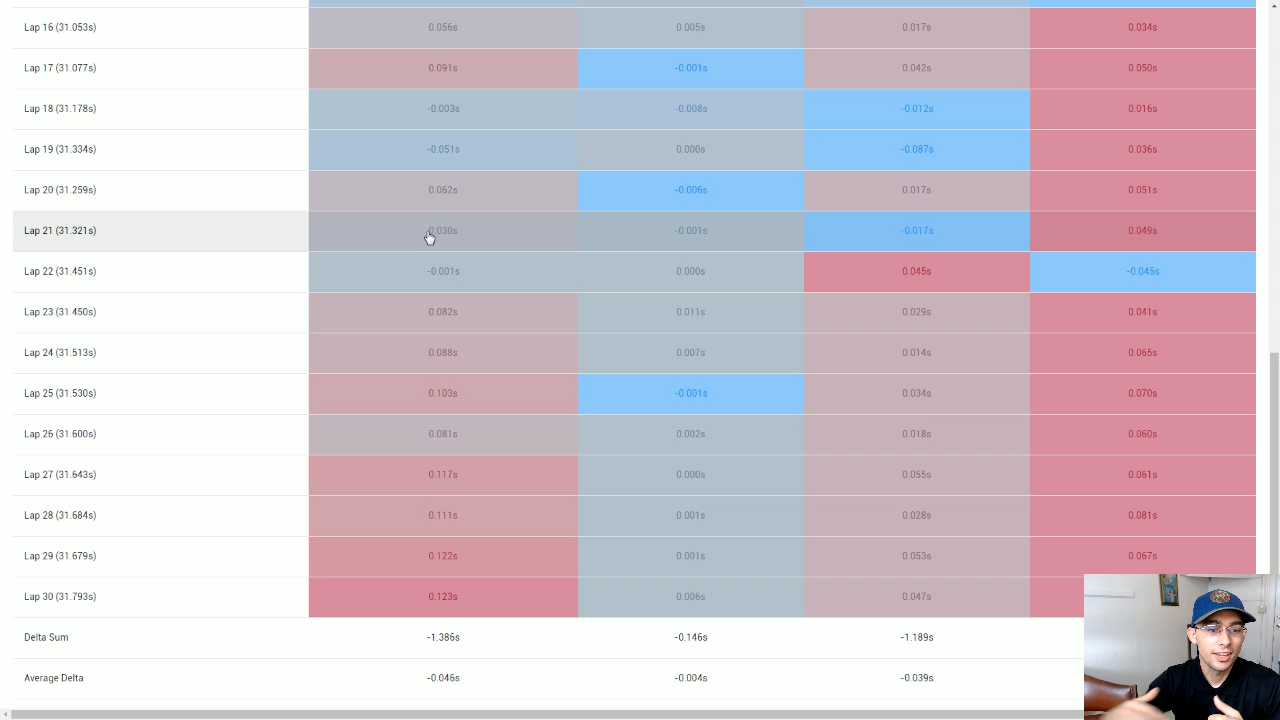 Lap 16 (31.053s) 0.056s 0.005s 0.017s 0.034s
Lap 17 (31.077s) 0.091s -0.001s 0.042s 0.050s
Lap 18 (31.178s) -0.003s -0.008s -0.012s 0.016s
Lap 19 (31.334s) -0.051s 0.000s -0.087s 0.036s
Lap 20 (31.259s) 0.062s -0.006s 0.017s 0.051s
Lap 21 (31.321s) 0.030s -0.001s -0.017s 0.049s
Lap 22 (31.451s) -0.001s 0.000s 0.045s -0.045s
Lap 23 (31.450s) 0.082s 0.011s 0.029s 0.041s
Lap 24 (31.513s) 0.088s 0.007s 0.014s 0.065s
Lap 25 (31.530s) 0.103s -0.001s 0.034s 0.070s
Lap 26 (31.600s) 0.081s 0.002s 0.018s 0.060s
Lap 27 (31.643s) 0.117s 0.000s 0.055s 0.061s
Lap 28 (31.684s) 0.111s 0.001s 0.028s 0.081s
Lap 29 (31.679s) 0.122s 0.001s 0.053s 0.067s
Lap 30 (31.793s) 0.123s 0.006s 0.047s
Delta Sum -1.386s -0.146s -1.189s
Average Delta -0.046s -0.004s -0.039s